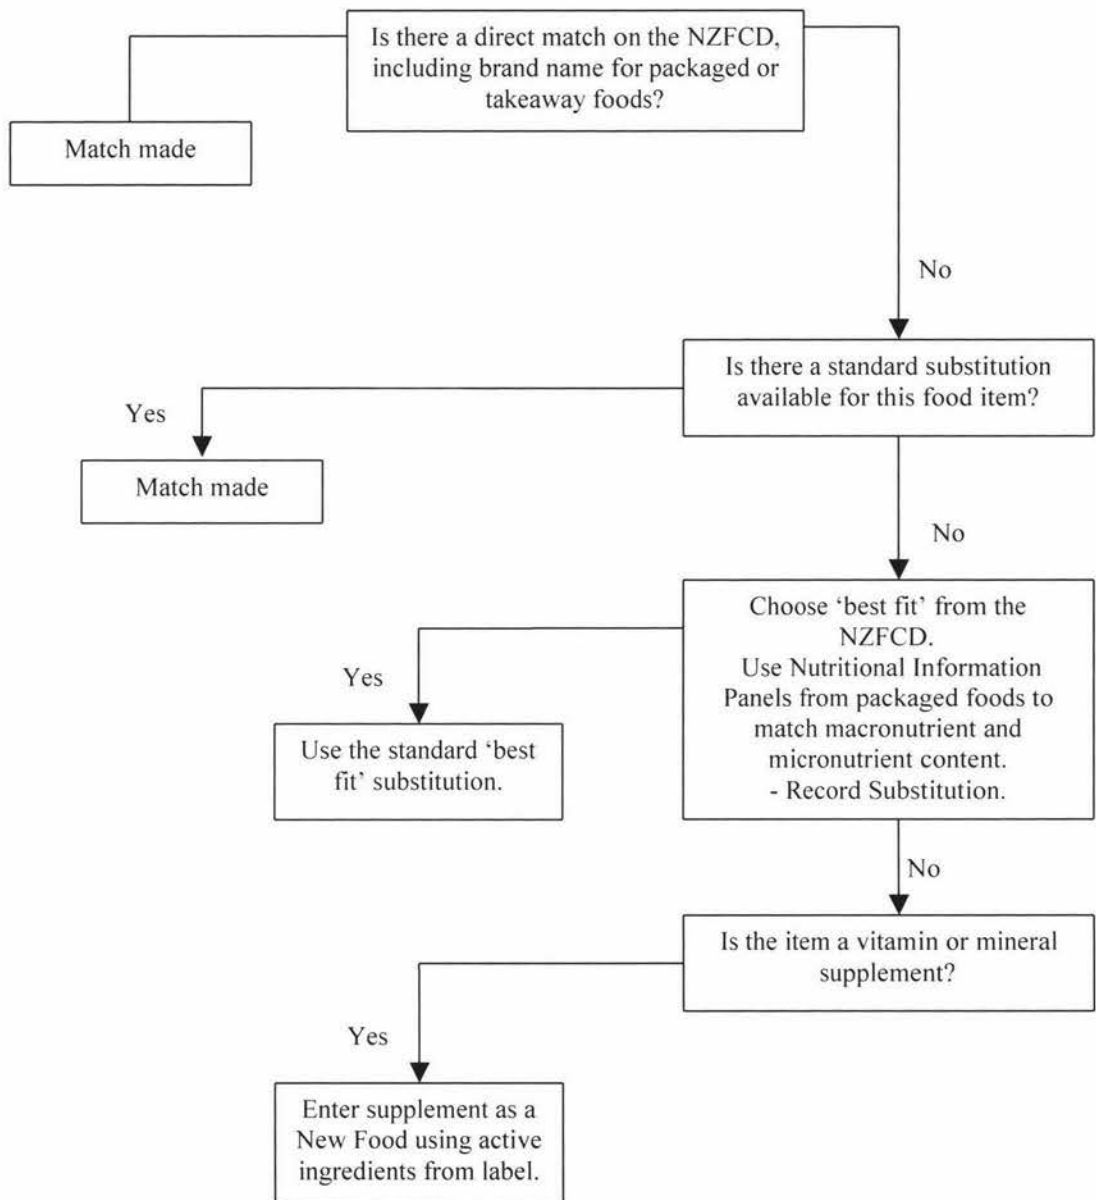 Is there a direct match on the NZFCD,
including brand name for packaged or
takeaway foods?
Match made
No
Is there a standard substitution
available for this food item?
Yes
Match made
No
Choose ‘best fit’ from the
NZFCD.
Use Nutritional Information
Panels from packaged foods to
match macronutrient and
micronutrient content.
- Record Substitution.
Yes
Use the standard ‘best
fit’ substitution.
No
Is the item a vitamin or mineral
supplement?
Yes
Enter supplement as a
New Food using active
ingredients from label.